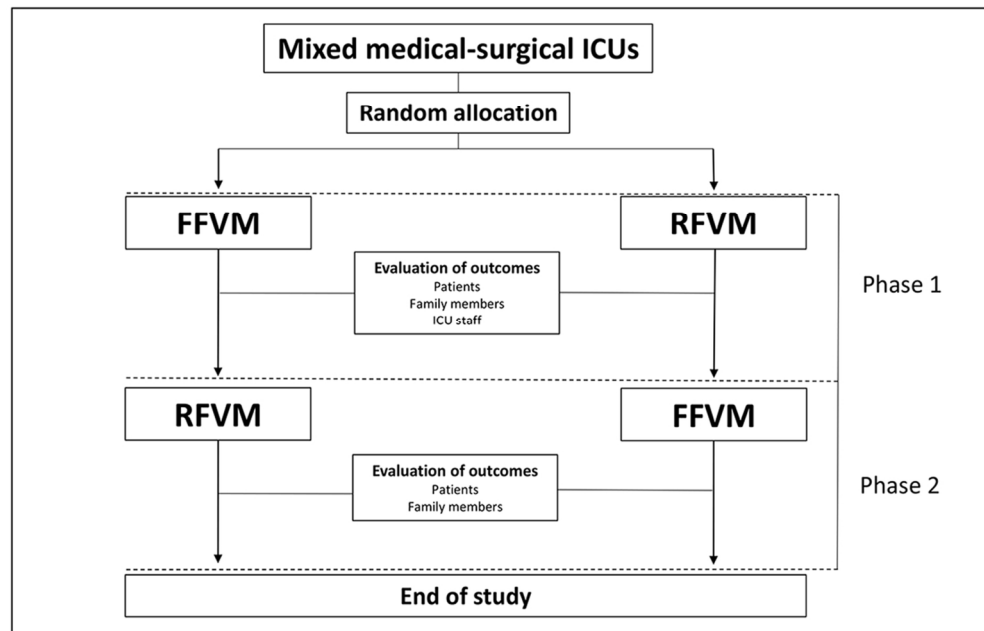 Mixed medical-surgical ICUs
Random allocation
FFVM
RFVM
Evaluation of outcomes
Patients
Family members
ICU staff
Phase 1
RFVM
FFVM
Evaluation of outcomes
Patients
Family members
Phase 2
End of study